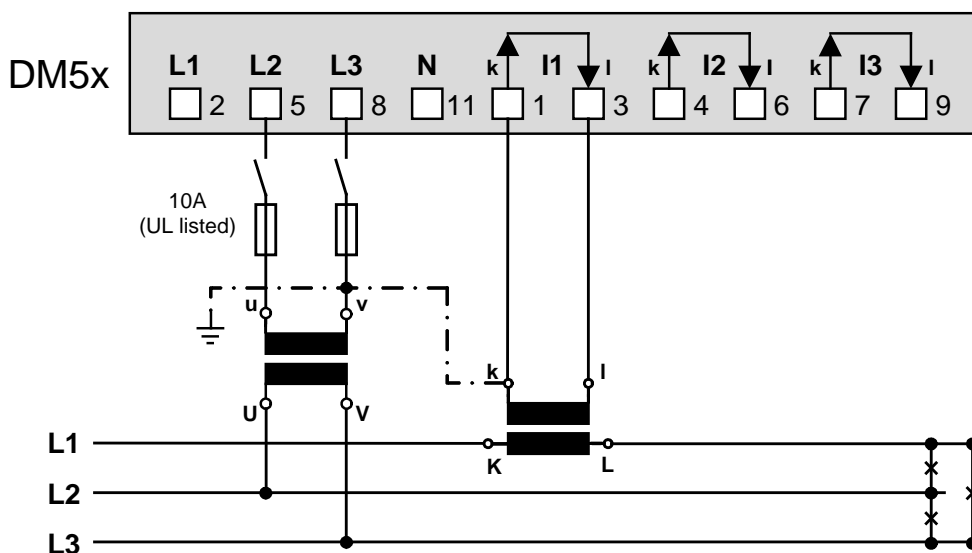 DM5x
L1 L2 L3 N k I1 l k I2 l k I3 l
2 5 8 11 1 3 4 6 7 9
10A
(UL listed)
u v
k l
U V
L1
K L
L2
L3